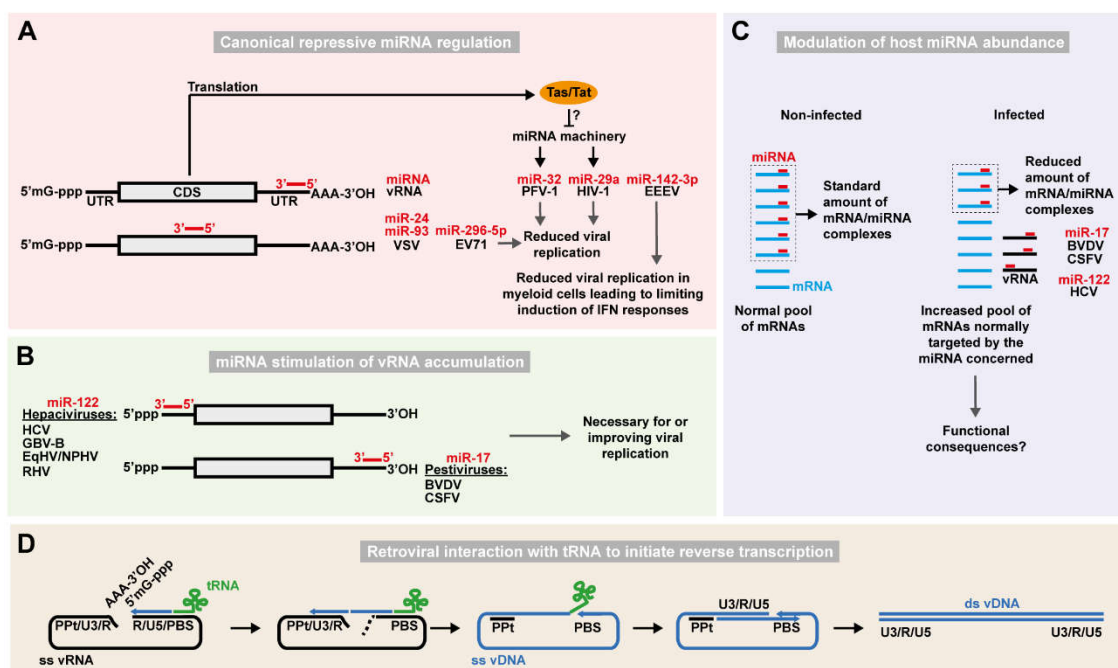 A
Canonical repressive miRNA regulation
Translation
Tas/Tat
?
miRNA machinery
miR-32
PFV-1
miR-29a
HIV-1
miR-142-3p
EEEV
5'mG-ppp
UTR
CDS
3' 5'
UTR
AAA-3'OH
miRNA
vRNA
5'mG-ppp
3' 5'
AAA-3'OH
miR-24
miR-93
VSV
miR-296-5p
EV71
Reduced viral
replication
Reduced viral replication in
myeloid cells leading to limiting
induction of IFN responses
B
miRNA stimulation of vRNA accumulation
miR-122
Hepaciviruses:
HCV
GBV-B
EqHV/NPHV
RHV
3' 5'
5'ppp
3'OH
5'ppp
3' 5'
3'OH
miR-17
Pestiviruses:
BVDV
CSFV
Necessary for or
improving viral
replication
C
Modulation of host miRNA abundance
Non-infected
miRNA
Standard
amount of
mRNA/miRNA
complexes
mRNA
Normal pool
of mRNAs
Infected
Reduced
amount of
mRNA/miRNA
complexes
miR-17
BVDV
CSFV
vRNA
miR-122
HCV
Increased pool of
mRNAs normally
targeted by the
miRNA concerned
Functional
consequences?
D
Retroviral interaction with tRNA to initiate reverse transcription
AAA-3'OH
5'mG-ppp
tRNA
PPt/U3/R
R/U5/PBS
ss vRNA
PPt/U3/R
PBS
PPt
PBS
ss vDNA
U3/R/U5
PPt
PBS
ds vDNA
U3/R/U5
U3/R/U5